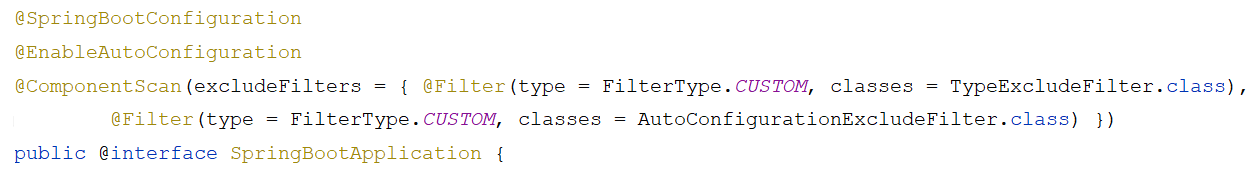 @SpringBootConfiguration
@EnableAutoConfiguration
@ComponentScan(excludeFilters = { @Filter(type = FilterType.CUSTOM, classes = TypeExcludeFilter.class),
        @Filter(type = FilterType.CUSTOM, classes = AutoConfigurationExcludeFilter.class) })
public @interface SpringBootApplication {